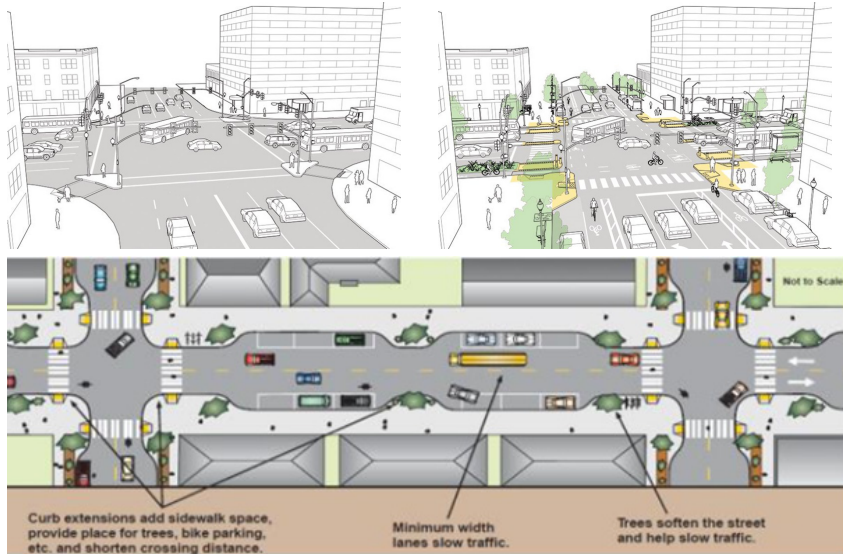 Not to Scale
Curb extensions add sidewalk space,
provide place for trees, bike parking,
etc. and shorten crossing distance.
Minimum width
lanes slow traffic.
Trees soften the street
and help slow traffic.